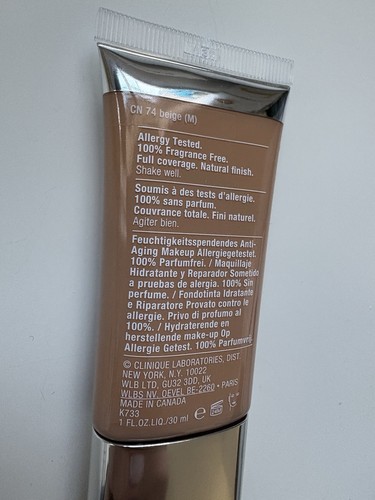 CN 74 beige (M)
Allergy Tested.
100% Fragrance Free.
Full coverage. Natural finish.
Shake well.
Soumis à des tests d'allergie.
100% sans parfum.
Couvrance totale. Fini naturel.
Agiter bien.
Feuchtigkeitsspendendes Anti-
Aging Makeup Allergiegetestet.
100% Parfumfrei. / Maquillaje
Hidratante y Reparador Sometido
a pruebas de alergia. 100% Sin
perfume. / Fondotinta Idratante
e Riparatore Provato contro le
allergie. Privo di profumo al
100%. / Hydraterende en
herstellende make-up Op
Allergie Getest. 100% Parfumvrij.
© CLINIQUE LABORATORIES, DIST.
NEW YORK, N.Y. 10022
WLB LTD, GU32 3DD, UK
WLBS NV. OEVEL BE-2260 • PARIS
MADE IN CANADA
K733
1 FL.OZ.LIQ./30 ml e